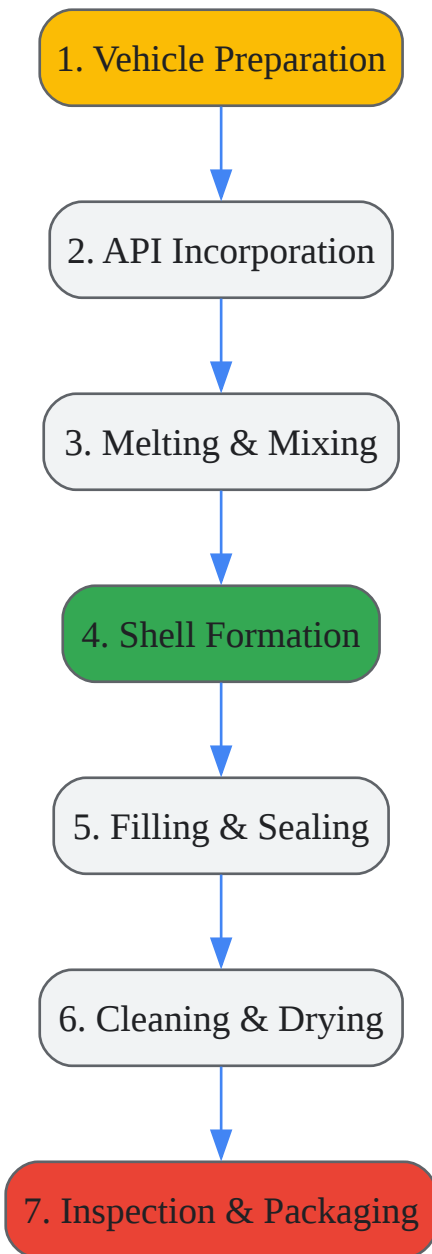 1. Vehicle Preparation
2. API Incorporation
3. Melting & Mixing
4. Shell Formation
5. Filling & Sealing
6. Cleaning & Drying
7. Inspection & Packaging